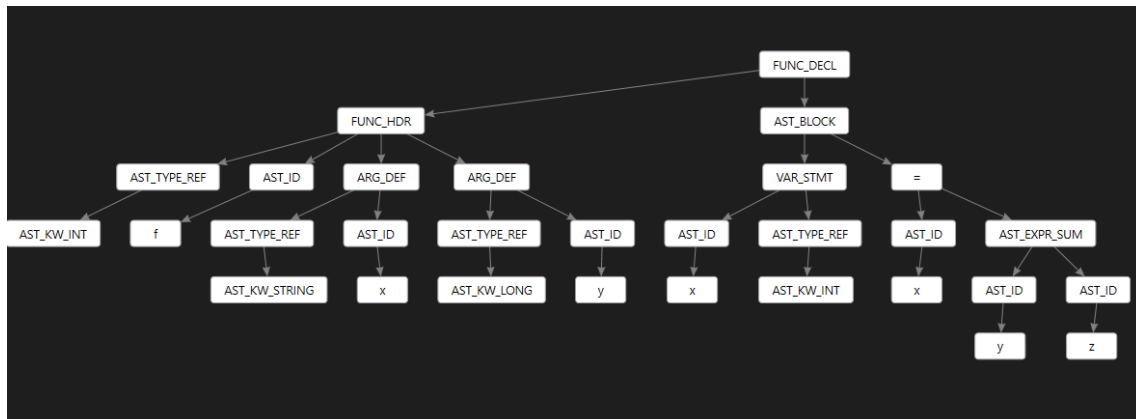 FUNC_DECL
FUNC_HDR AST_BLOCK
AST_TYPE_REF AST_ID ARG_DEF ARG_DEF VAR_STMT =
AST_KW_INT f AST_TYPE_REF AST_ID AST_TYPE_REF AST_ID AST_ID AST_TYPE_REF AST_ID AST_EXPR_SUM
AST_KW_STRING x AST_KW_LONG y x AST_KW_INT x AST_ID AST_ID
y z